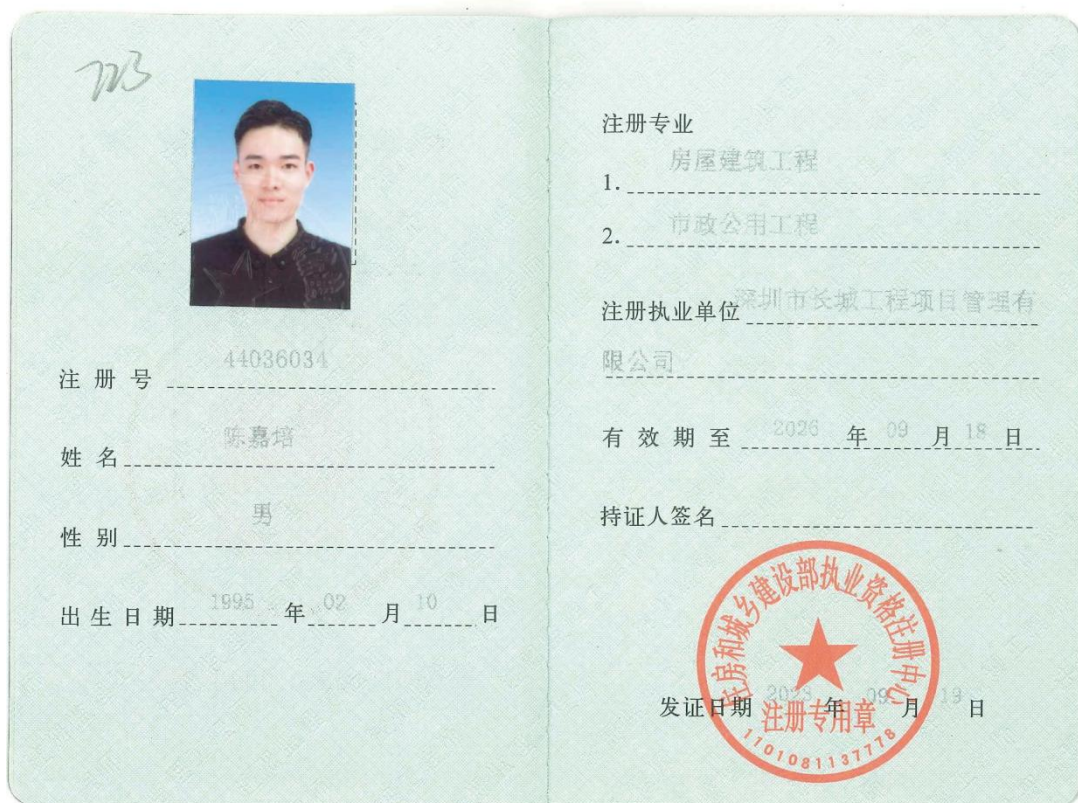 注册号 44036034
姓名 陈嘉培
性别 男
出生日期 1995 年 02 月 10 日
注册专业
1. 房屋建筑工程
2. 市政公用工程
注册执业单位 深圳市长城工程项目管理有
限公司
有效期至 2026 年 09 月 18 日
持证人签名
住房和城乡建设部执业资格注册中心
发证日期 2023 年 09 月 19 日
注册专用章
1101081137778